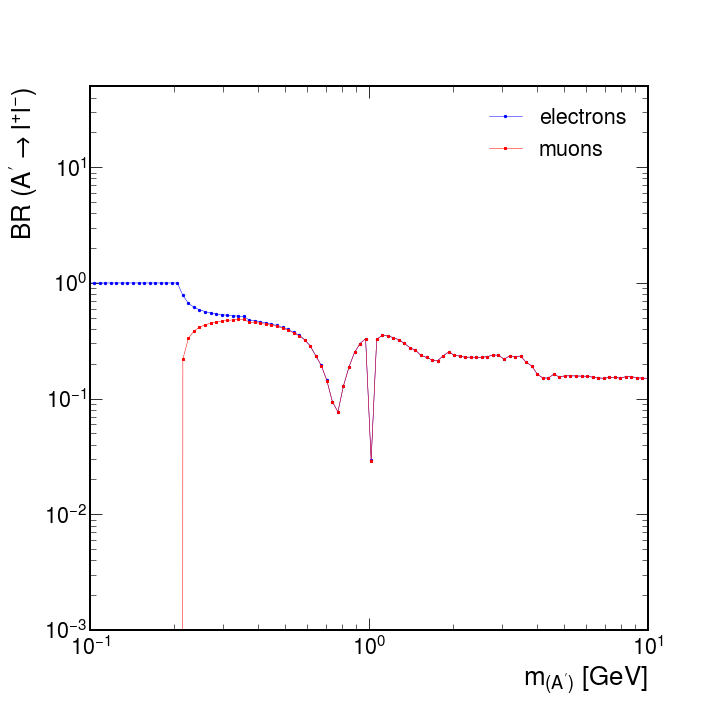 BR (A′ → l⁺l⁻)
electrons
muons
10¹
10⁰
10⁻¹
10⁻²
10⁻³
10⁻¹ 10⁰ 10¹
m(A′) [GeV]